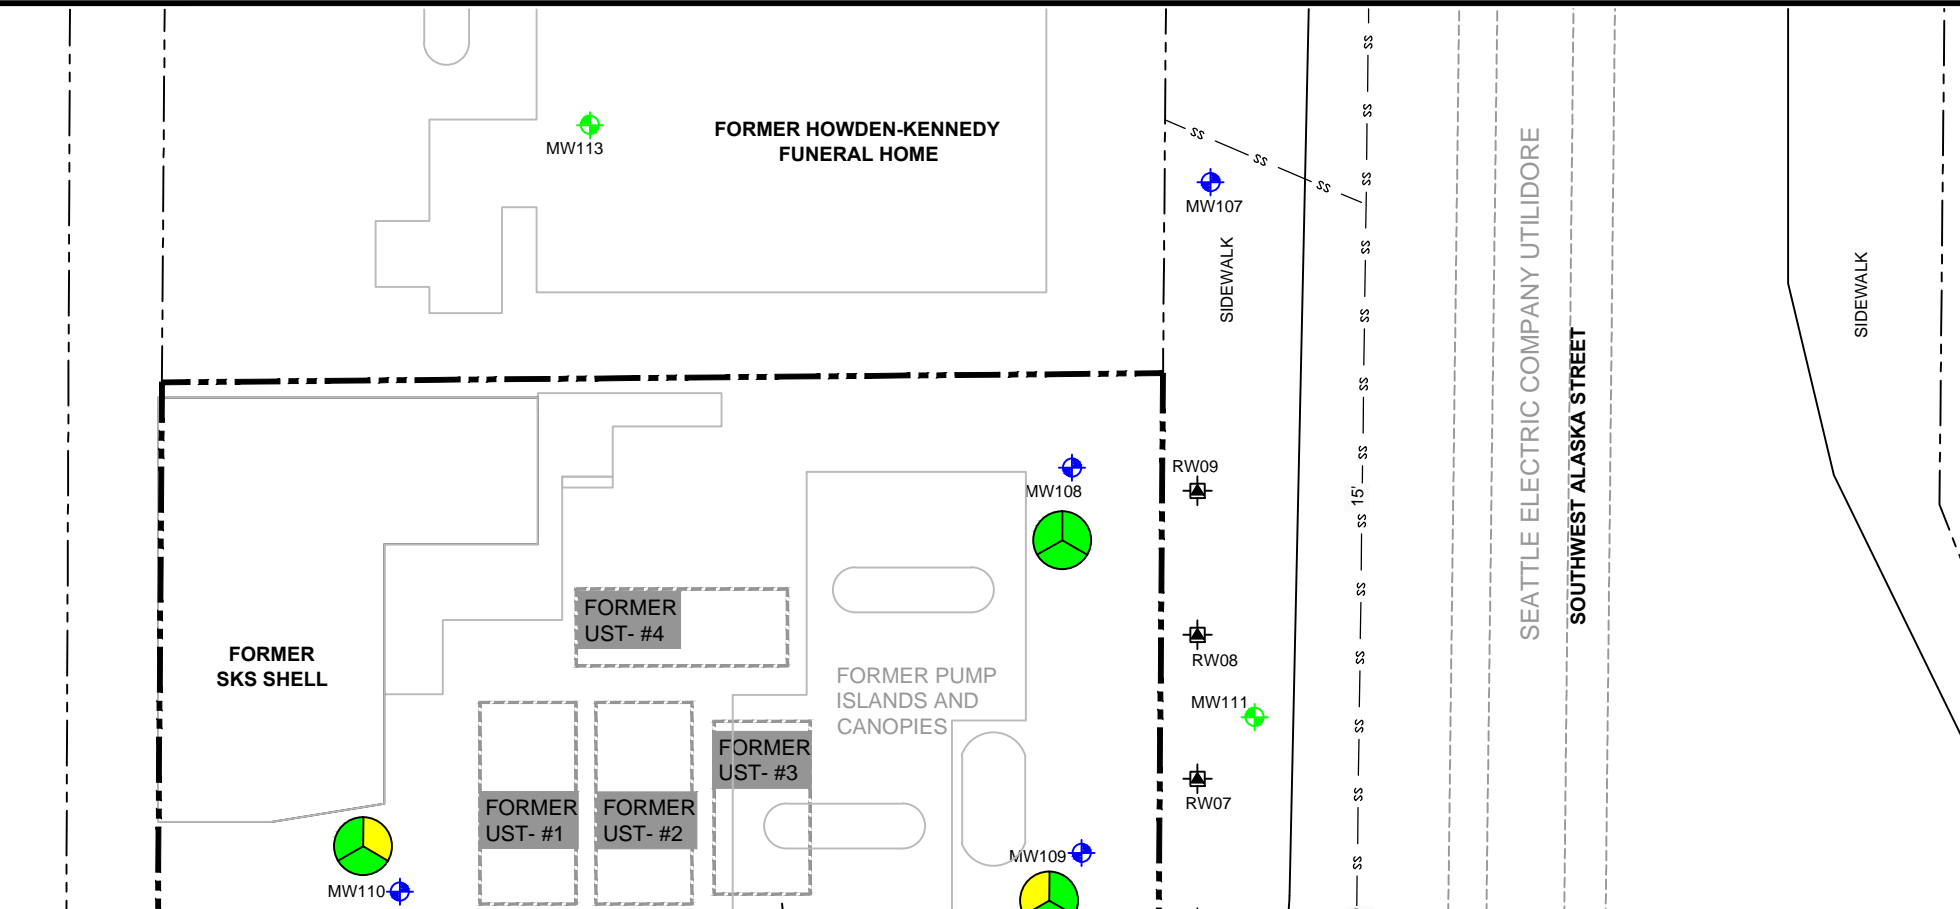 FORMER HOWDEN-KENNEDY
FUNERAL HOME
MW113
MW107
SIDEWALK
SIDEWALK
SEATTLE ELECTRIC COMPANY UTILIDORE
SOUTHWEST ALASKA STREET
SS
SS
SS
SS
SS
SS
SS
SS
SS
SS
15'
SS
SS
SS
SS
SS
SS
RW09
MW108
FORMER
UST- #4
RW08
FORMER
SKS SHELL
FORMER PUMP
ISLANDS AND
CANOPIES
MW111
FORMER
UST- #3
RW07
FORMER
UST- #1
FORMER
UST- #2
MW109
MW110